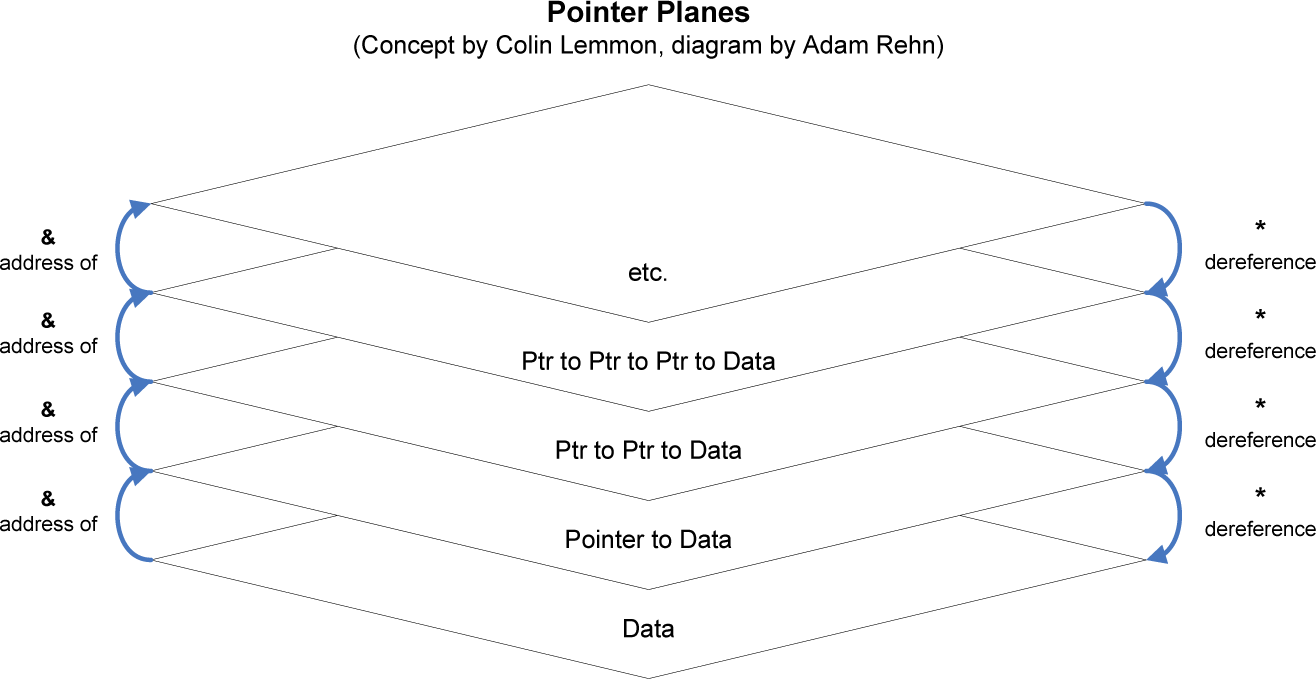 Pointer Planes
(Concept by Colin Lemmon, diagram by Adam Rehn)
&
address of
*
dereference
etc.
&
address of
*
dereference
Ptr to Ptr to Ptr to Data
&
address of
*
dereference
Ptr to Ptr to Data
&
address of
*
dereference
Pointer to Data
Data